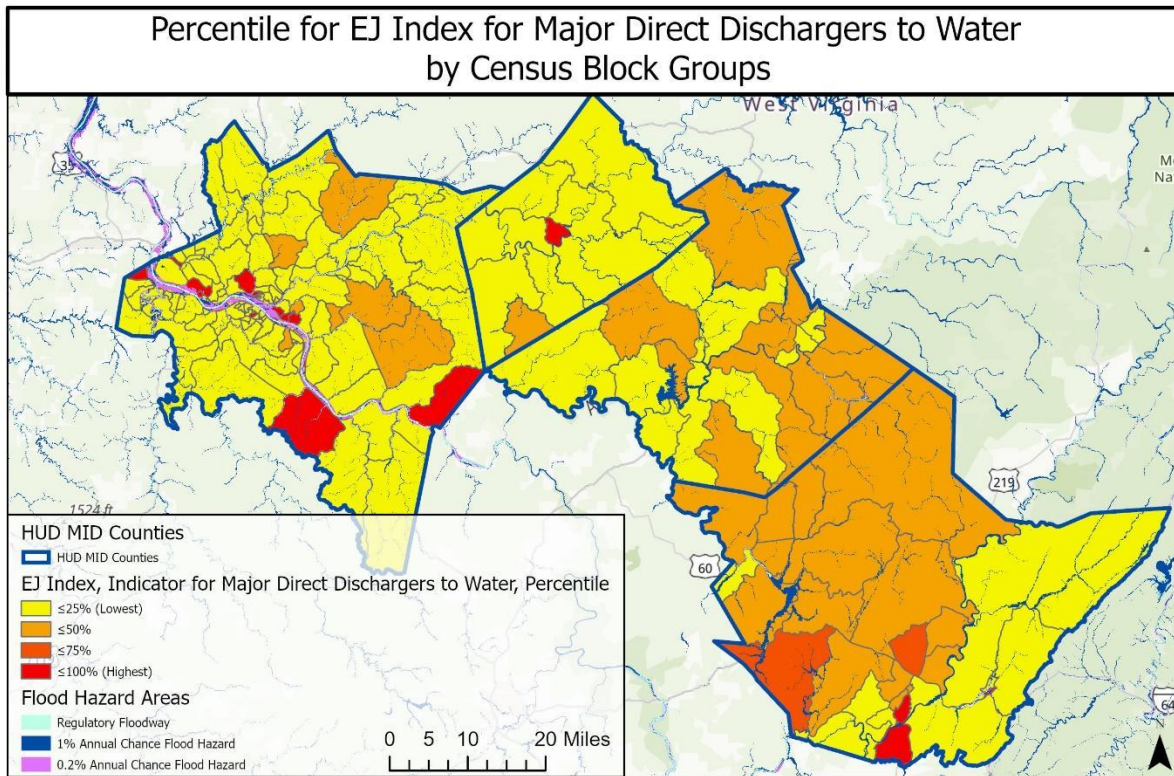 Percentile for EJ Index for Major Direct Dischargers to Water
by Census Block Groups
West Virginia
35
219
60
64
1524 ft
HUD MID Counties
HUD MID Counties
EJ Index, Indicator for Major Direct Dischargers to Water, Percentile
≤25% (Lowest)
≤50%
≤75%
≤100% (Highest)
Flood Hazard Areas
Regulatory Floodway
1% Annual Chance Flood Hazard
0.2% Annual Chance Flood Hazard
0 5 10 20 Miles
N